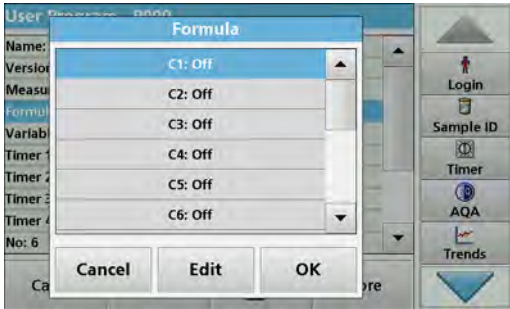 User Program
Formula
Name:
Version
Measu
Formul
Variabl
Timer 1
Timer 2
Timer 3
Timer 4
No: 6
C1: Off
C2: Off
C3: Off
C4: Off
C5: Off
C6: Off
Cancel
Edit
OK
Ca
ore
Login
Sample ID
Timer
AQA
Trends